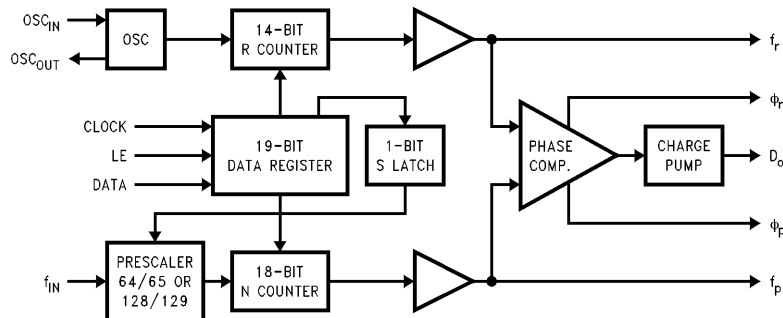 OSC_IN
OSC_OUT
OSC
14-BIT
R COUNTER
f_r
ϕ_r
CLOCK
LE
DATA
19-BIT
DATA REGISTER
1-BIT
S LATCH
PHASE
COMP.
CHARGE
PUMP
D_o
ϕ_p
f_IN
PRESCALER
64/65 OR
128/129
18-BIT
N COUNTER
f_p